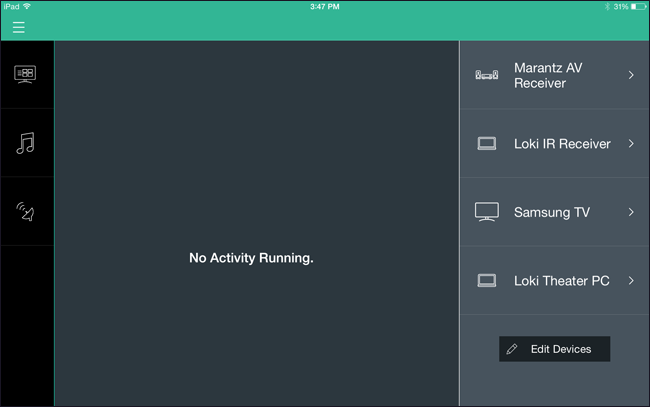 iPad 3:47 PM 31%
Marantz AV
Receiver
Loki IR Receiver
Samsung TV
No Activity Running.
Loki Theater PC
Edit Devices